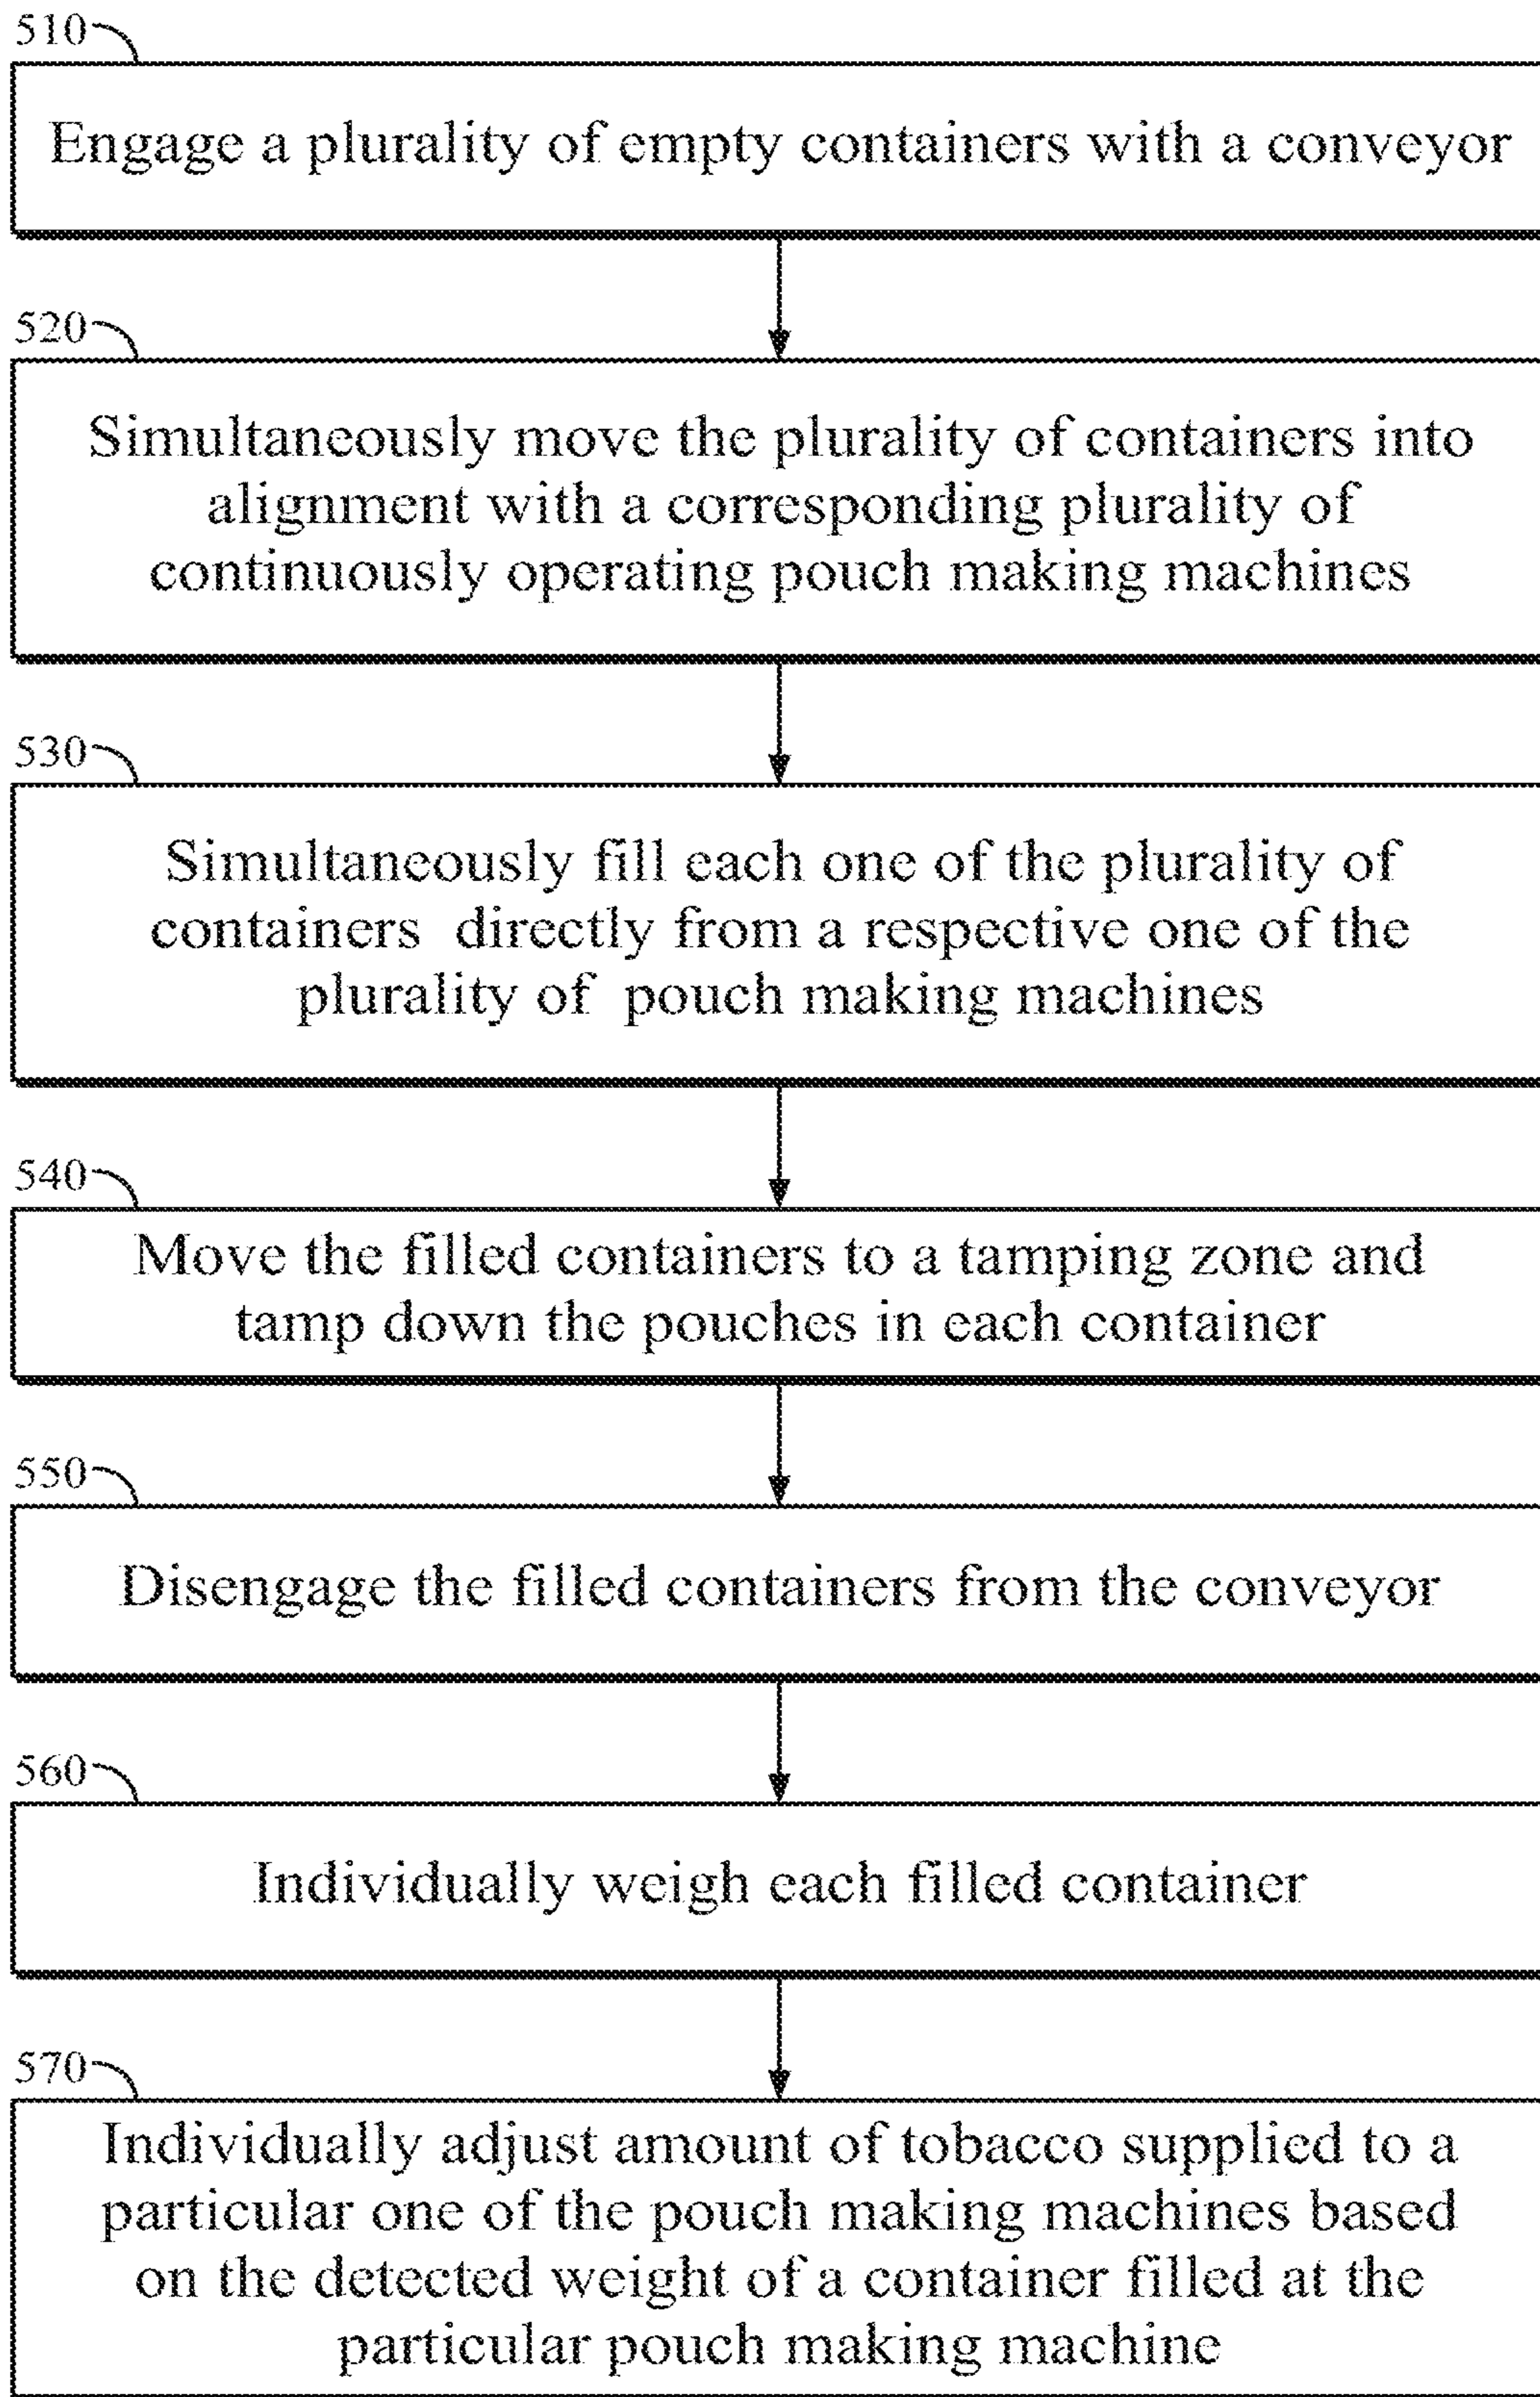 510
Engage a plurality of empty containers with a conveyor
520
Simultaneously move the plurality of containers into
alignment with a corresponding plurality of
continuously operating pouch making machines
530
Simultaneously fill each one of the plurality of
containers directly from a respective one of the
plurality of pouch making machines
540
Move the filled containers to a tamping zone and
tamp down the pouches in each container
550
Disengage the filled containers from the conveyor
560
Individually weigh each filled container
570
Individually adjust amount of tobacco supplied to a
particular one of the pouch making machines based
on the detected weight of a container filled at the
particular pouch making machine